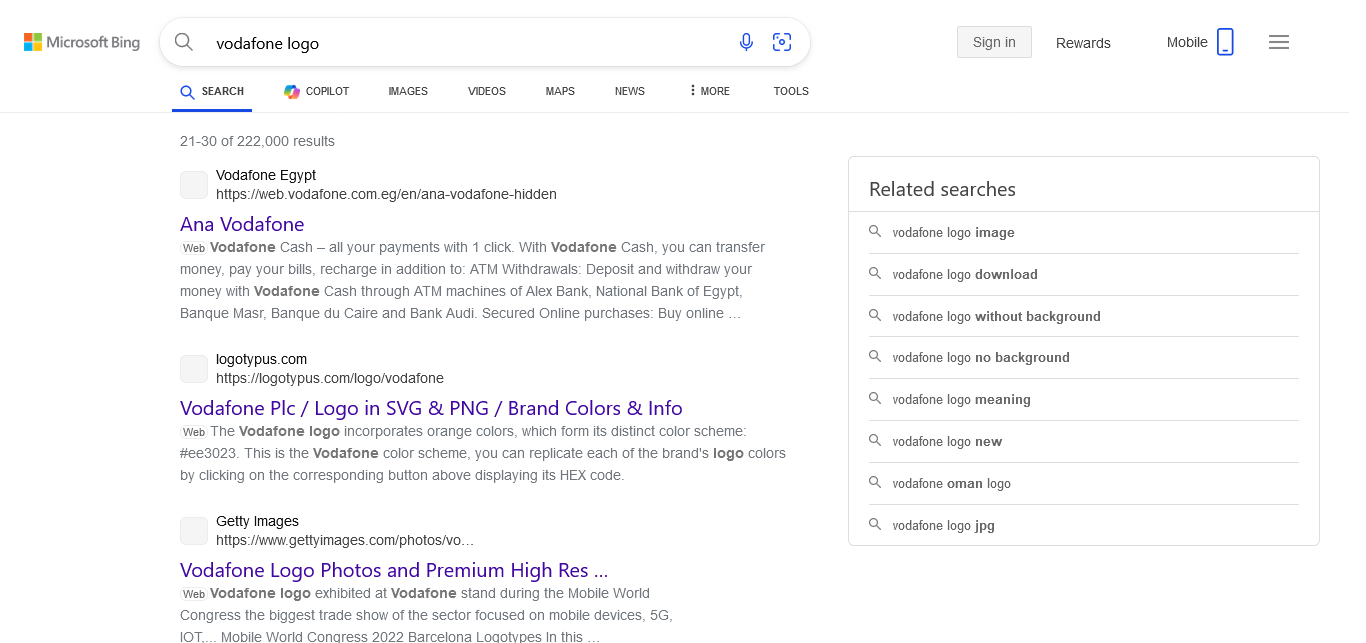 Microsoft Bing
vodafone logo
Sign in
Rewards
Mobile
SEARCH
COPILOT
IMAGES
VIDEOS
MAPS
NEWS
MORE
TOOLS
21-30 of 222,000 results
Vodafone Egypt
https://web.vodafone.com.eg/en/ana-vodafone-hidden
Ana Vodafone
Web Vodafone Cash – all your payments with 1 click. With Vodafone Cash, you can transfer
money, pay your bills, recharge in addition to: ATM Withdrawals: Deposit and withdraw your
money with Vodafone Cash through ATM machines of Alex Bank, National Bank of Egypt,
Banque Masr, Banque du Caire and Bank Audi. Secured Online purchases: Buy online …
logotypus.com
https://logotypus.com/logo/vodafone
Vodafone Plc / Logo in SVG & PNG / Brand Colors & Info
Web The Vodafone logo incorporates orange colors, which form its distinct color scheme:
#ee3023. This is the Vodafone color scheme, you can replicate each of the brand's logo colors
by clicking on the corresponding button above displaying its HEX code.
Getty Images
https://www.gettyimages.com/photos/vo…
Vodafone Logo Photos and Premium High Res ...
Web Vodafone logo exhibited at Vodafone stand during the Mobile World
Congress the biggest trade show of the sector focused on mobile devices, 5G,
IOT,... Mobile World Congress 2022 Barcelona Logotypes In this …
Related searches
vodafone logo image
vodafone logo download
vodafone logo without background
vodafone logo no background
vodafone logo meaning
vodafone logo new
vodafone oman logo
vodafone logo jpg